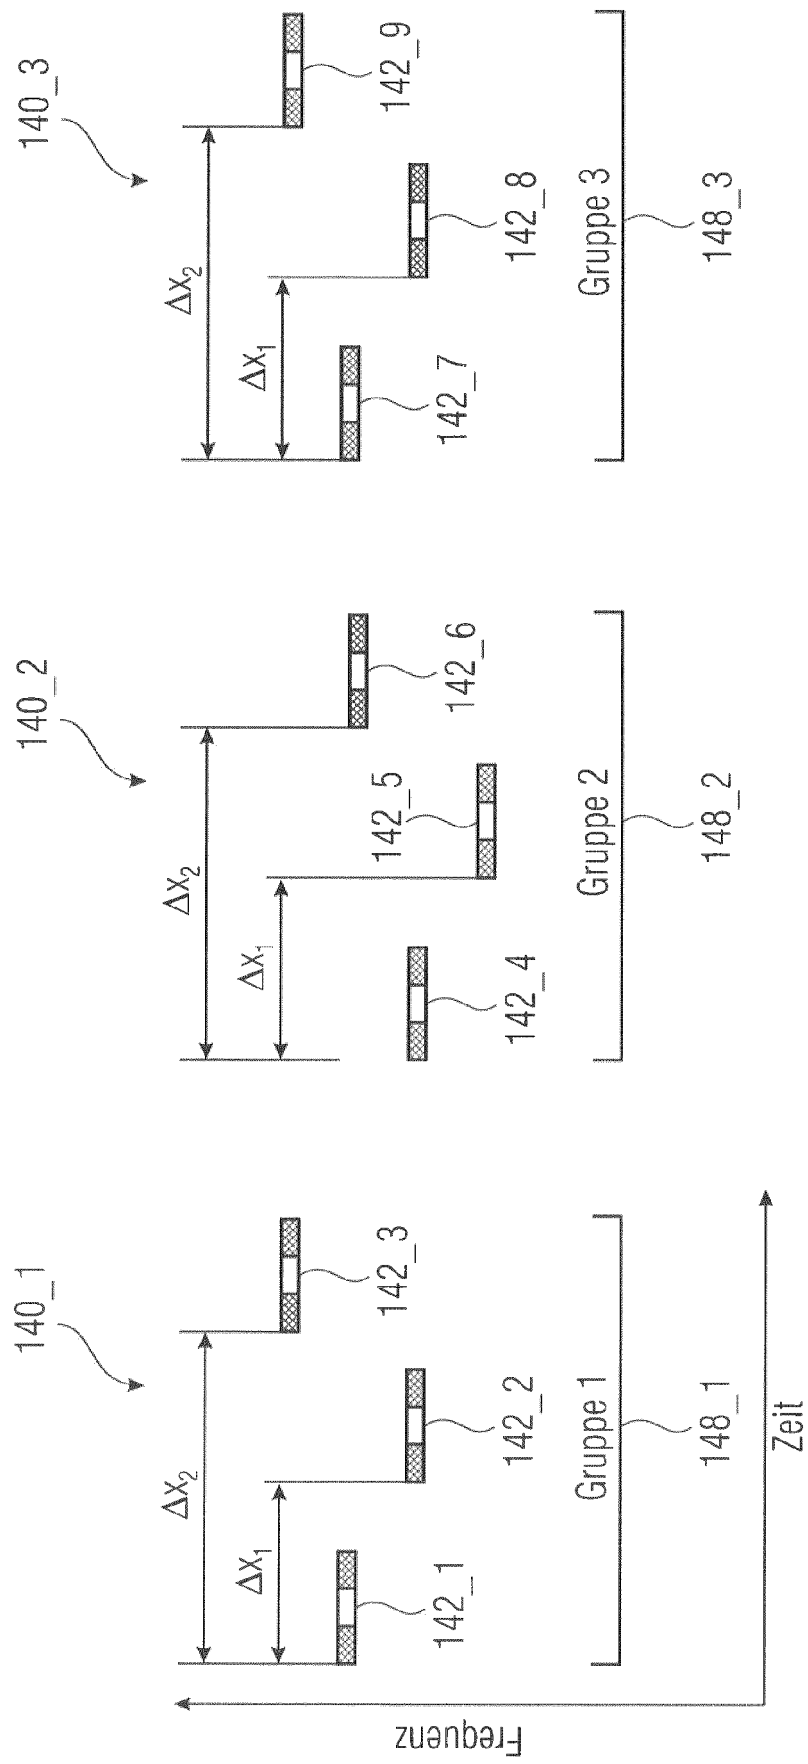 140_1
140_2
140_3
Δx2
Δx2
Δx2
Δx1
Δx1
Δx1
142_1
142_2
142_3
142_4
142_5
142_6
142_7
142_8
142_9
Gruppe 1
Gruppe 2
Gruppe 3
148_1
148_2
148_3
Frequenz
Zeit